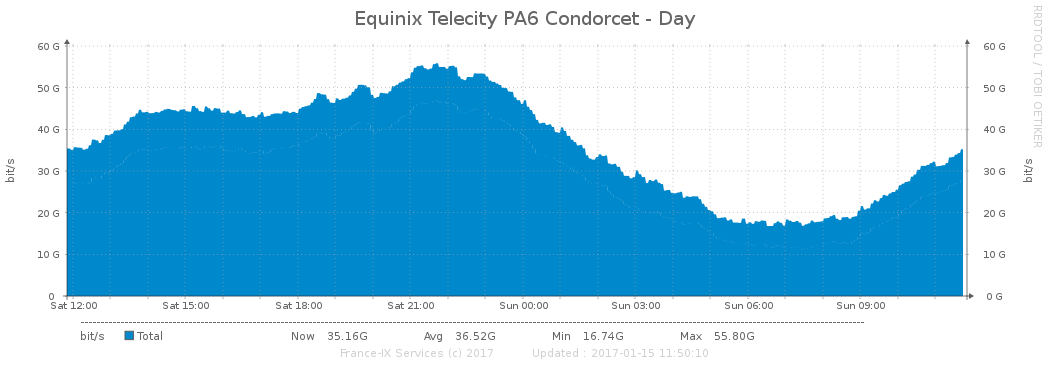 Equinix Telecity PA6 Condorcet - Day
RRDTOOL / TOBI OETIKER
60 G 60 G
50 G 50 G
40 G 40 G
30 G 30 G
20 G 20 G
10 G 10 G
0 0 G
bit/s bit/s
Sat 12:00 Sat 15:00 Sat 18:00 Sat 21:00 Sun 00:00 Sun 03:00 Sun 06:00 Sun 09:00
bit/s Total Now 35.16G Avg 36.52G Min 16.74G Max 55.80G
France-IX Services (c) 2017 Updated : 2017-01-15 11:50:10